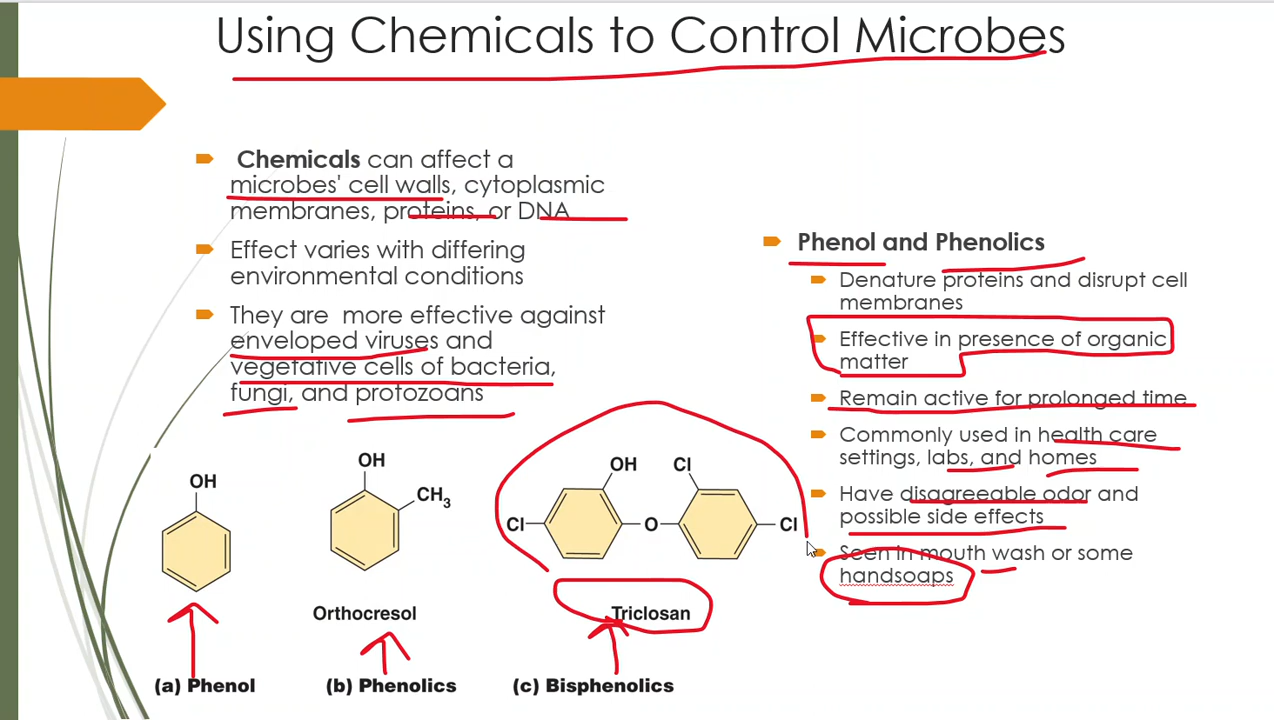 Using Chemicals to Control Microbes
Chemicals can affect a
microbes' cell walls, cytoplasmic
membranes, proteins, or DNA
Effect varies with differing
environmental conditions
They are more effective against
enveloped viruses and
vegetative cells of bacteria,
fungi, and protozoans
Phenol and Phenolics
Denature proteins and disrupt cell
membranes
Effective in presence of organic
matter
Remain active for prolonged time
Commonly used in health care
settings, labs, and homes
Have disagreeable odor and
possible side effects
Seen in mouth wash or some
handsoaps
OH
OH
CH3
OH Cl
Cl O Cl
Orthocresol
Triclosan
(a) Phenol
(b) Phenolics
(c) Bisphenolics